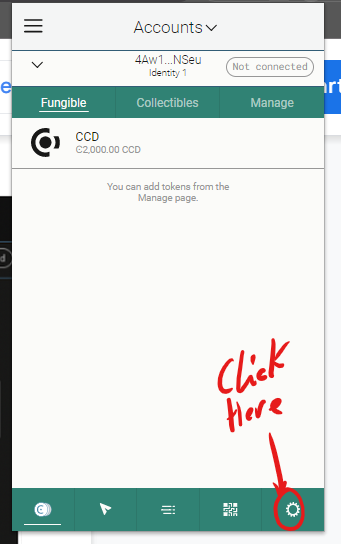 Accounts
4Aw1...NSeu
Identity 1
Not connected
Fungible Collectibles Manage
CCD
Ͼ2,000.00 CCD
You can add tokens from the
Manage page.
Click
Here